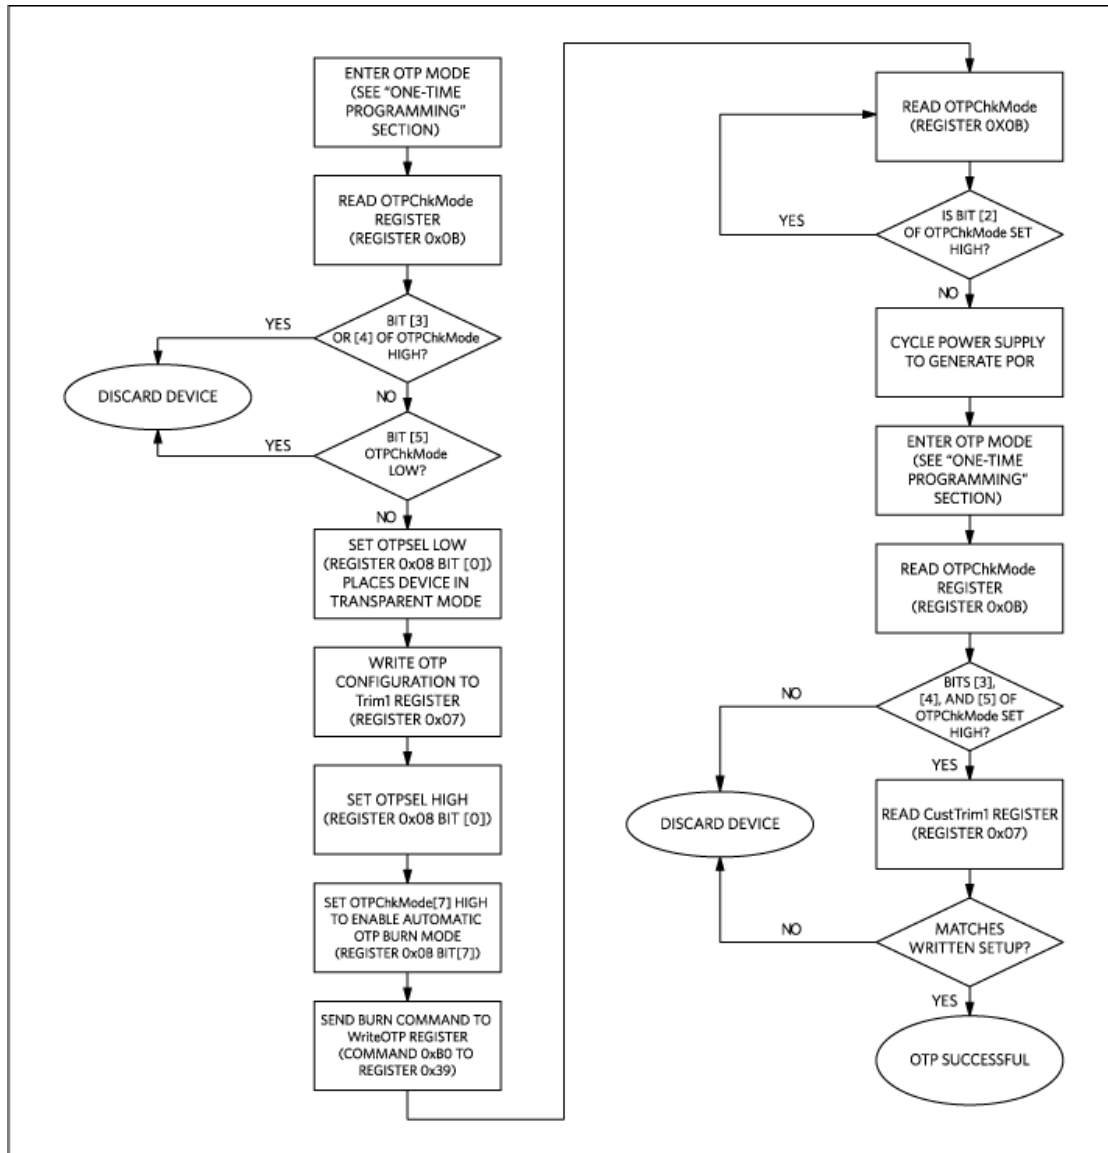 ENTER OTP MODE
(SEE "ONE-TIME
PROGRAMMING"
SECTION)
READ OTPChkMode
REGISTER
(REGISTER 0x0B)
BIT [3]
OR [4] OF OTPChkMode
HIGH?
YES
DISCARD DEVICE
NO
BIT [5]
OTPChkMode
LOW?
YES
NO
SET OTPSEL LOW
(REGISTER 0x08 BIT [0])
PLACES DEVICE IN
TRANSPARENT MODE
WRITE OTP
CONFIGURATION TO
Trim1 REGISTER
(REGISTER 0x07)
SET OTPSEL HIGH
(REGISTER 0x08 BIT [0])
SET OTPChkMode[7] HIGH
TO ENABLE AUTOMATIC
OTP BURN MODE
(REGISTER 0x0B BIT[7])
SEND BURN COMMAND TO
WriteOTP REGISTER
(COMMAND 0xB0 TO
REGISTER 0x39)
READ OTPChkMode
(REGISTER 0X0B)
IS BIT [2]
OF OTPChkMode SET
HIGH?
YES
NO
CYCLE POWER SUPPLY
TO GENERATE POR
ENTER OTP MODE
(SEE "ONE-TIME
PROGRAMMING"
SECTION)
READ OTPChkMode
REGISTER
(REGISTER 0x0B)
BITS [3],
[4], AND [5] OF
OTPChkMode SET
HIGH?
NO
YES
DISCARD DEVICE
READ CustTrim1 REGISTER
(REGISTER 0x07)
MATCHES
WRITTEN SETUP?
NO
YES
OTP SUCCESSFUL